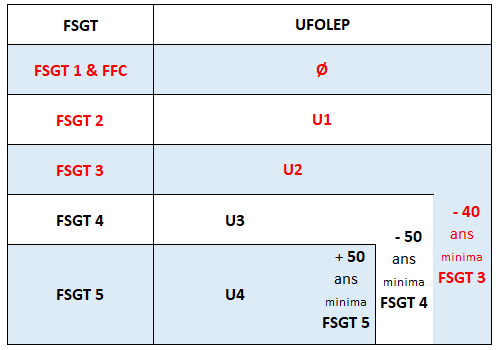 FSGT UFOLEP
FSGT 1 & FFC Ø
FSGT 2 U1
FSGT 3 U2
FSGT 4 U3
FSGT 5 U4
+ 50
ans
minima
FSGT 5
- 50
ans
minima
FSGT 4
- 40
ans
minima
FSGT 3